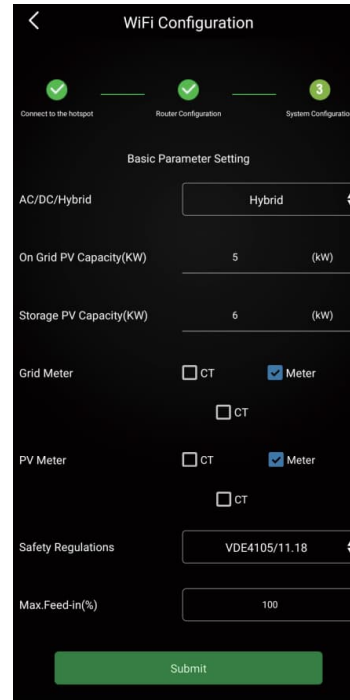 WiFi Configuration
3
Connect to the hotspot Router Configuration System Configuratio
Basic Parameter Setting
AC/DC/Hybrid Hybrid
On Grid PV Capacity(KW) 5 (kW)
Storage PV Capacity(KW) 6 (kW)
Grid Meter CT Meter
CT
PV Meter CT Meter
CT
Safety Regulations VDE4105/11.18
Max.Feed-in(%) 100
Submit